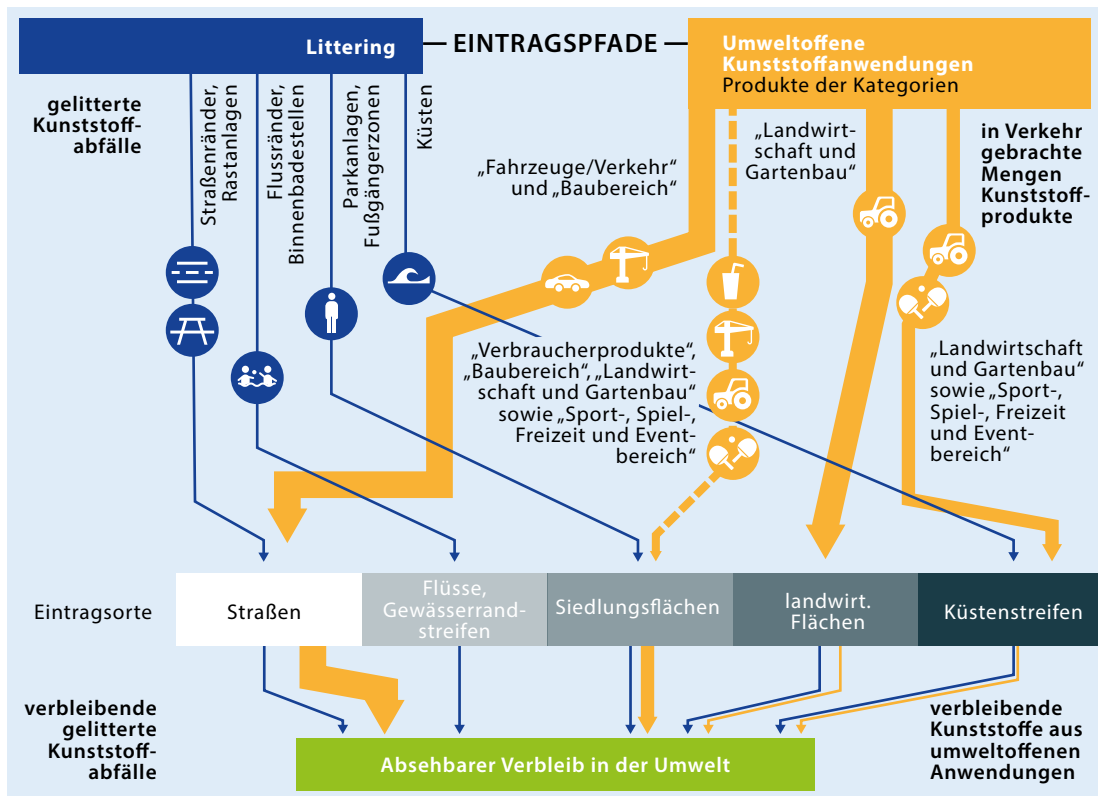 Littering
EINTRAGSPFADE
Umweltoffene
Kunststoffanwendungen
Produkte der Kategorien
gelitterte
Kunststoff-
abfälle
Straßenränder,
Rastanlagen
Flussränder,
Binnenbadestellen
Parkanlagen,
Fußgängerzonen
Küsten
„Fahrzeuge/Verkehr“
und „Baubereich“
„Landwirt-
schaft und
Gartenbau“
in Verkehr
gebrachte
Mengen
Kunststoff-
produkte
„Verbraucherprodukte“,
„Baubereich“, „Landwirt-
schaft und Gartenbau“
sowie „Sport-, Spiel-,
Freizeit und Event-
bereich“
„Landwirtschaft
und Gartenbau“
sowie „Sport-,
Spiel-, Freizeit
und Event-
bereich“
Eintragsorte
Straßen
Flüsse,
Gewässerrand-
streifen
Siedlungsflächen
landwirt.
Flächen
Küstenstreifen
verbleibende
gelitterte
Kunststoff-
abfälle
Absehbarer Verbleib in der Umwelt
verbleibende
Kunststoffe aus
umweltoffenen
Anwendungen